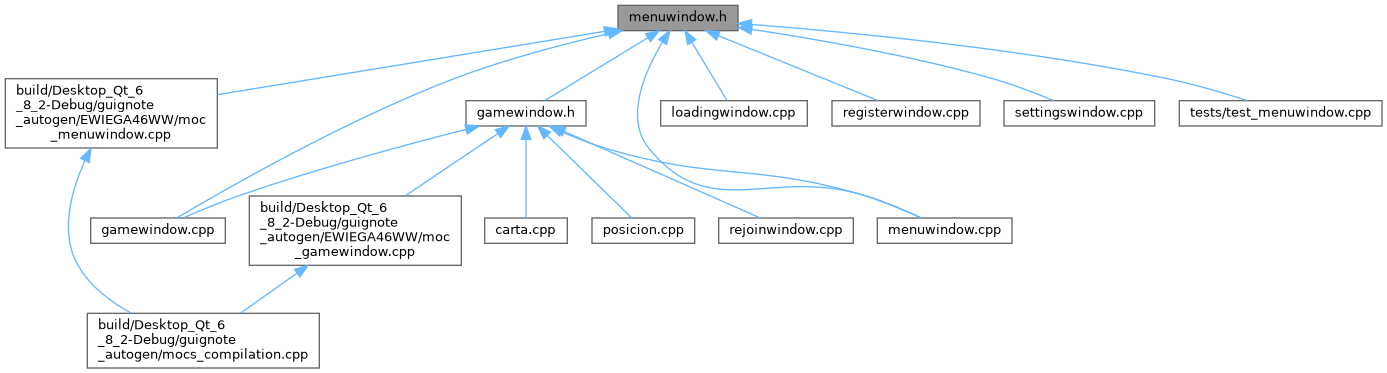 menuwindow.h
build/Desktop_Qt_6
_8_2-Debug/guignote
_autogen/EWIEGA46WW/moc
_menuwindow.cpp
gamewindow.h
loadingwindow.cpp
registerwindow.cpp
settingswindow.cpp
tests/test_menuwindow.cpp
gamewindow.cpp
build/Desktop_Qt_6
_8_2-Debug/guignote
_autogen/EWIEGA46WW/moc
_gamewindow.cpp
carta.cpp
posicion.cpp
rejoinwindow.cpp
menuwindow.cpp
build/Desktop_Qt_6
_8_2-Debug/guignote
_autogen/mocs_compilation.cpp